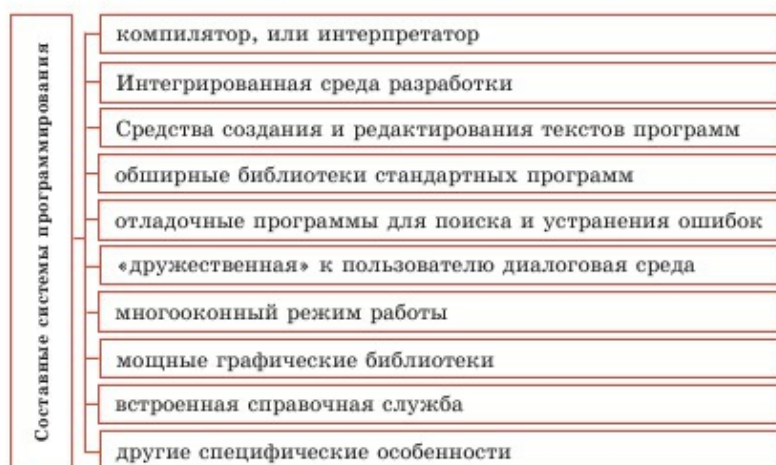 Составные системы программирования
компилятор, или интерпретатор
Интегрированная среда разработки
Средства создания и редактирования текстов программ
обширные библиотеки стандартных программ
отладочные программы для поиска и устранения ошибок
«дружественная» к пользователю диалоговая среда
многооконный режим работы
мощные графические библиотеки
встроенная справочная служба
другие специфические особенности